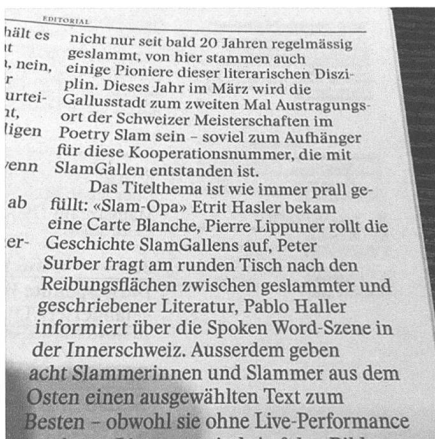 EDITORIAL
hält es
nein,
urtei-
ligen
ab
er-
nicht nur seit bald 20 Jahren regelmässig
geslammt, von hier stammen auch
einige Pioniere dieser literarischen Diszi-
plin. Dieses Jahr im März wird die
Gallusstadt zum zweiten Mal Austragungs-
ort der Schweizer Meisterschaften im
Poetry Slam sein – soviel zum Aufhänger
für diese Kooperationsnummer, die mit
SlamGallen entstanden ist.
Das Titelthema ist wie immer prall ge-
füllt: «Slam-Opa» Etrit Hasler bekam
eine Carte Blanche, Pierre Lippuner rollt die
Geschichte SlamGallens auf, Peter
Surber fragt am runden Tisch nach den
Reibungsflächen zwischen geslammter und
geschriebener Literatur, Pablo Haller
informiert über die Spoken Word-Szene in
der Innerschweiz. Ausserdem geben
acht Slammerinnen und Slammer aus dem
Osten einen ausgewählten Text zum
Besten – obwohl sie ohne Live-Performance